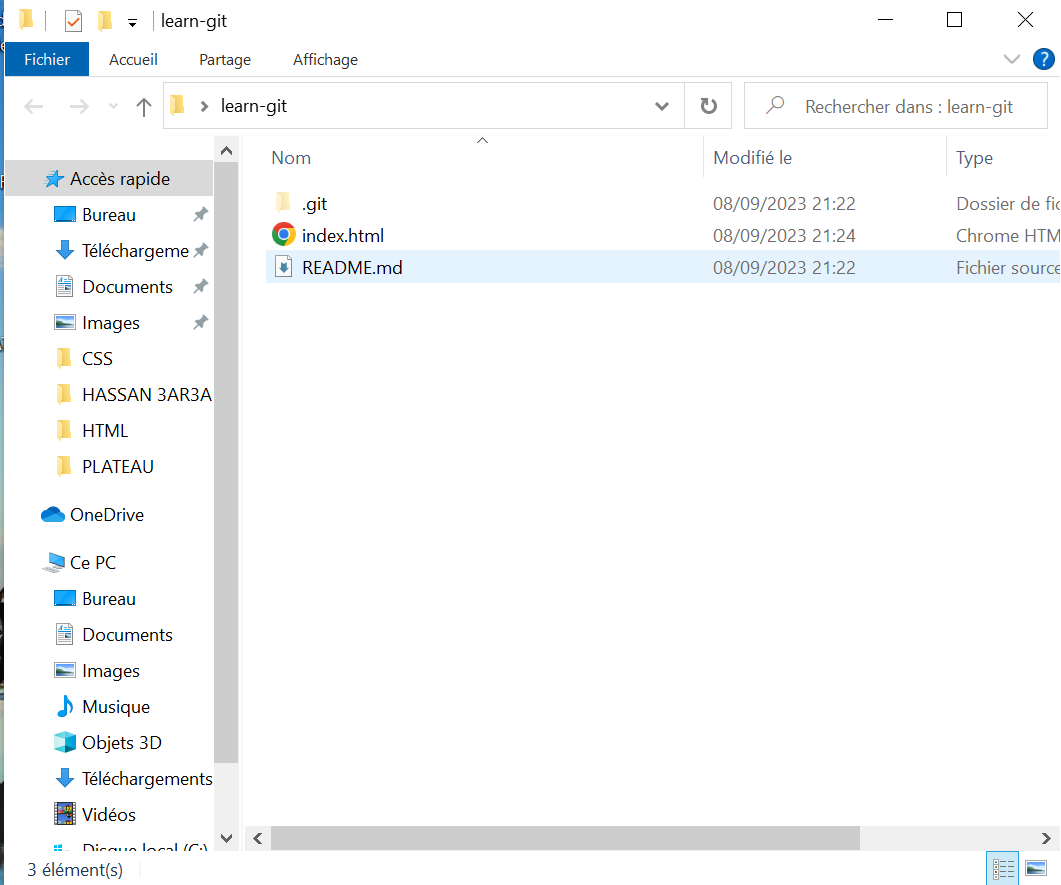 learn-git
Fichier Accueil Partage Affichage ?
learn-git Rechercher dans : learn-git
Nom Modifié le Type
.git 08/09/2023 21:22 Dossier de fic
index.html 08/09/2023 21:24 Chrome HTM
README.md 08/09/2023 21:22 Fichier source
Accès rapide
Bureau
Téléchargeme
Documents
Images
CSS
HASSAN 3AR3A
HTML
PLATEAU
OneDrive
Ce PC
Bureau
Documents
Images
Musique
Objets 3D
Téléchargements
Vidéos
Disque local (C:)
3 élément(s)